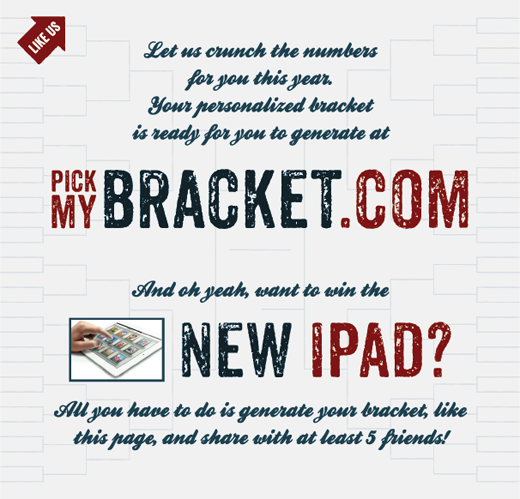 LIKE US
Let us crunch the numbers
for you this year.
Your personalized bracket
is ready for you to generate at
PICK MY BRACKET.COM
And oh yeah, want to win the
NEW IPAD?
All you have to do is generate your bracket, like
this page, and share with at least 5 friends!